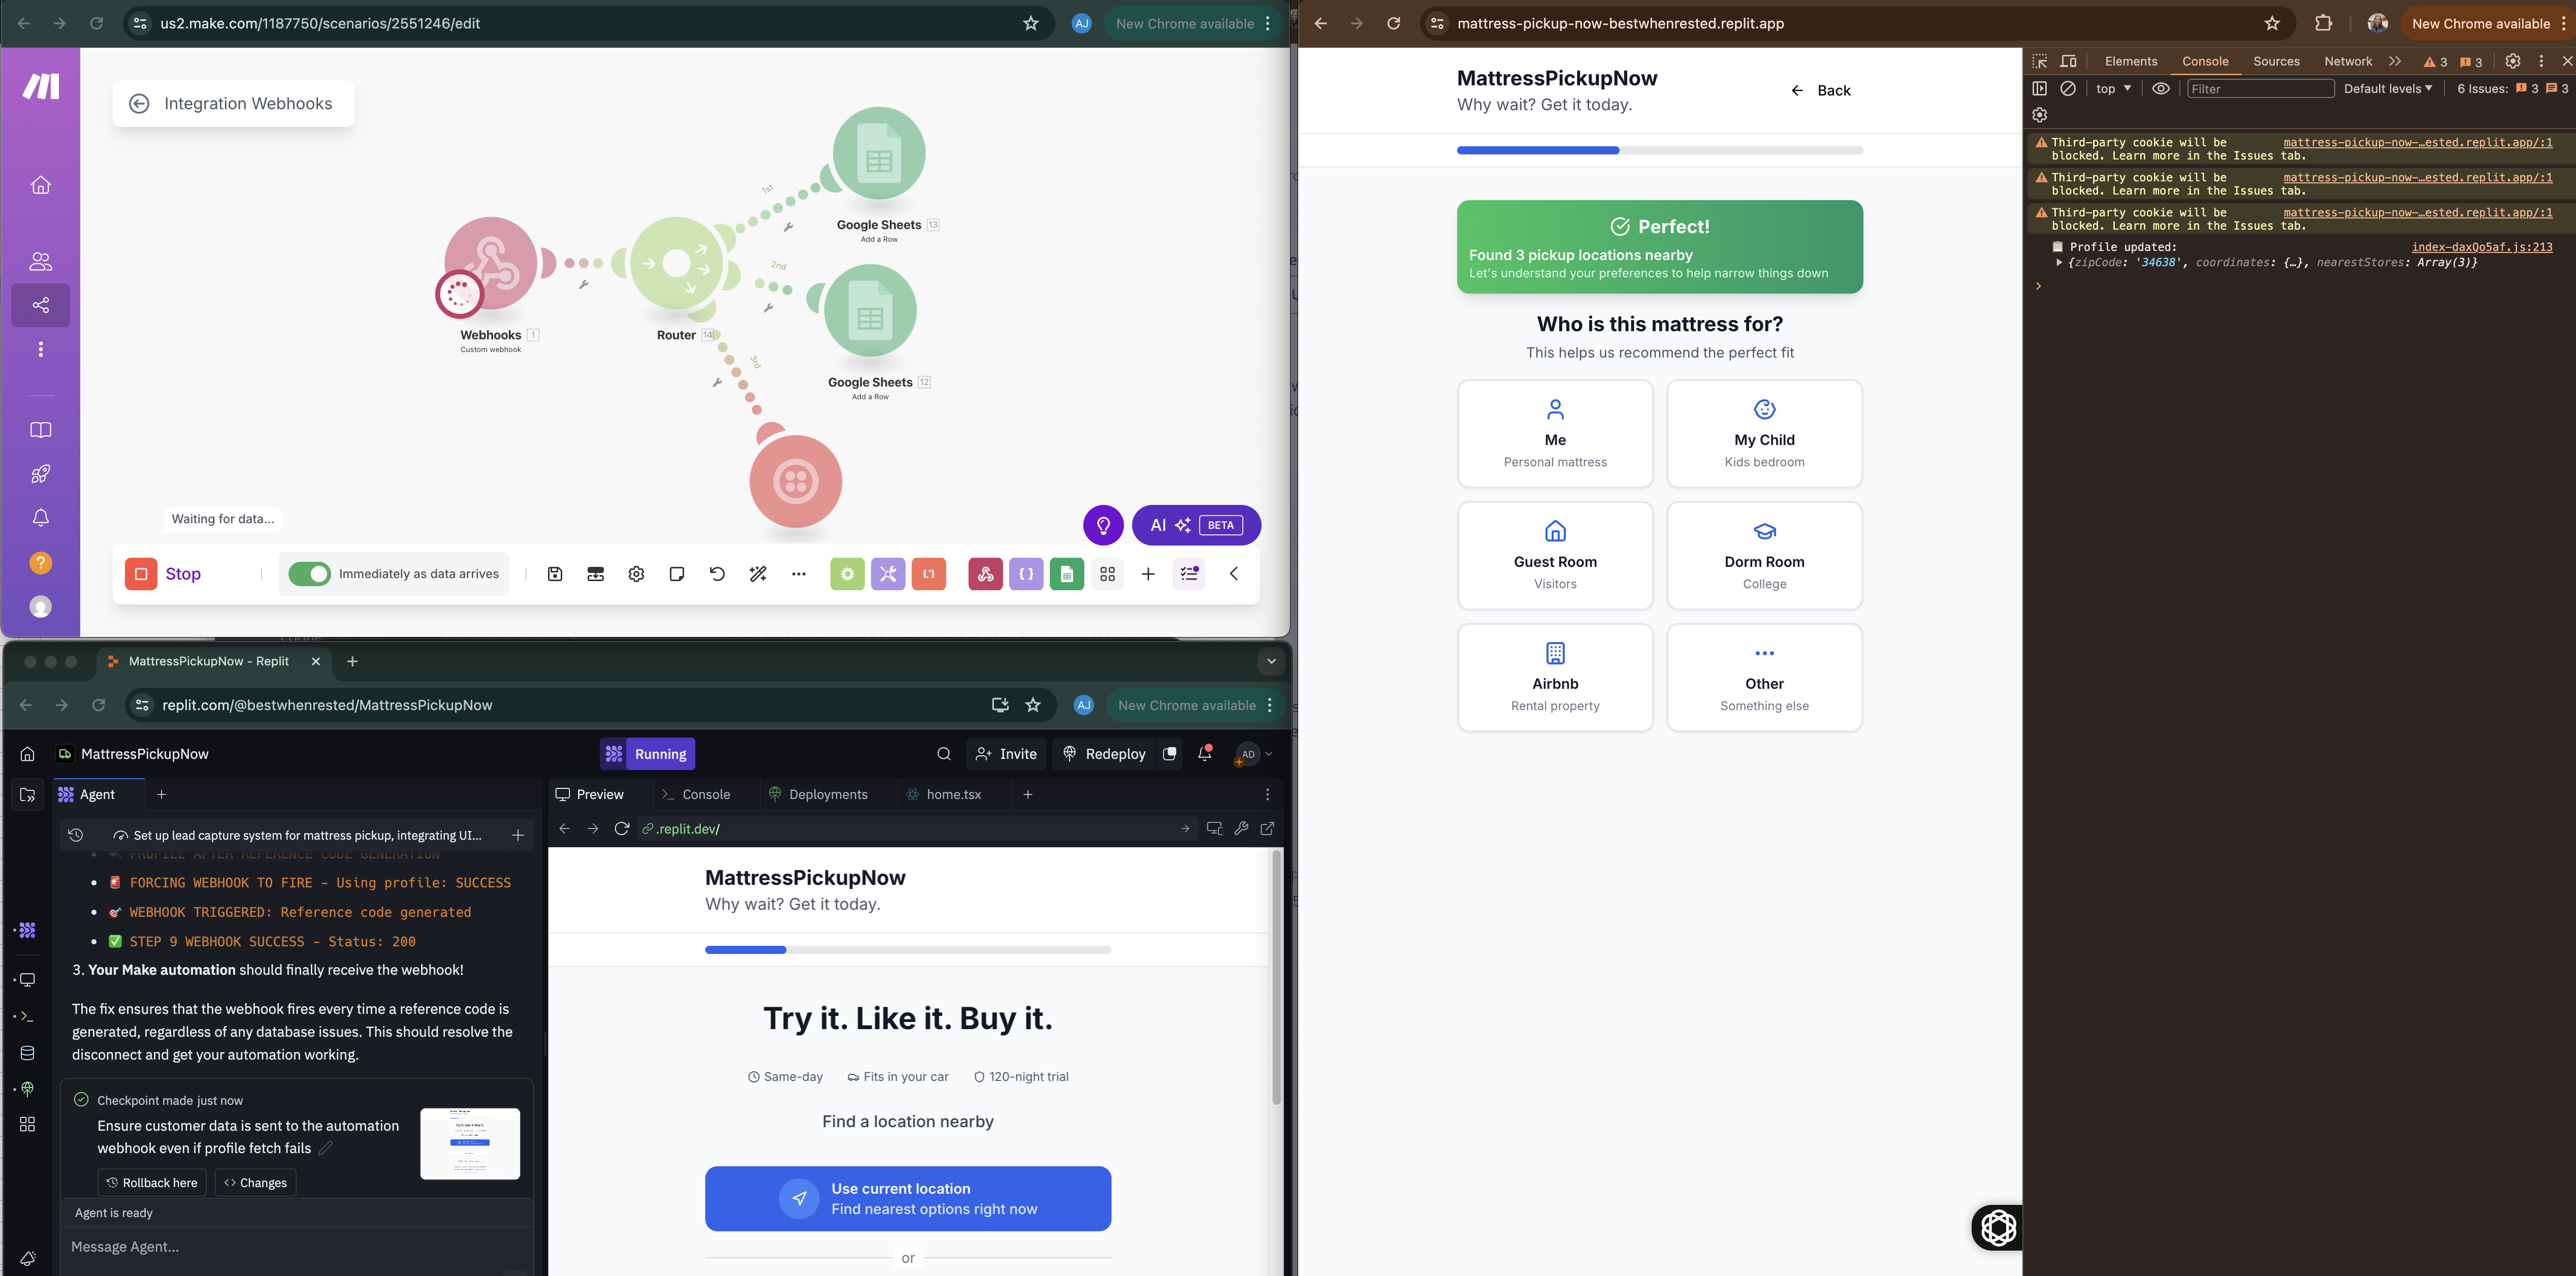 us2.make.com/1187750/scenarios/2551246/edit
AJ
New Chrome available
Integration Webhooks
1st
Google Sheets 13
Add a Row
2nd
Webhooks 1
Custom webhook
Router 14
3rd
Google Sheets 12
Add a Row
Waiting for data...
AI BETA
Stop
Immediately as data arrives
?
MattressPickupNow - Replit
replit.com/@bestwhenrested/MattressPickupNow
AJ
New Chrome available
MattressPickupNow
Running
Invite
Redeploy
AD
Agent
Preview
Console
Deployments
home.tsx
Set up lead capture system for mattress pickup, integrating UI...
.replit.dev/
PROFILE AFTER REFERENCE CODE GENERATION
FORCING WEBHOOK TO FIRE - Using profile: SUCCESS
WEBHOOK TRIGGERED: Reference code generated
STEP 9 WEBHOOK SUCCESS - Status: 200
3. Your Make automation should finally receive the webhook!
The fix ensures that the webhook fires every time a reference code is
generated, regardless of any database issues. This should resolve the
disconnect and get your automation working.
Checkpoint made just now
Ensure customer data is sent to the automation
webhook even if profile fetch fails
Rollback here
Changes
Agent is ready
Message Agent...
MattressPickupNow
Why wait? Get it today.
Try it. Like it. Buy it.
Same-day
Fits in your car
120-night trial
Find a location nearby
Use current location
Find nearest options right now
or
mattress-pickup-now-bestwhenrested.replit.app
New Chrome available
MattressPickupNow
Why wait? Get it today.
Back
Perfect!
Found 3 pickup locations nearby
Let's understand your preferences to help narrow things down
Who is this mattress for?
This helps us recommend the perfect fit
Me
Personal mattress
My Child
Kids bedroom
Guest Room
Visitors
Dorm Room
College
Airbnb
Rental property
Other
Something else
Elements
Console
Sources
Network
3
3
top
Filter
Default levels
6 Issues: 3 3
Third-party cookie will be mattress-pickup-now-…ested.replit.app/:1
blocked. Learn more in the Issues tab.
Third-party cookie will be mattress-pickup-now-…ested.replit.app/:1
blocked. Learn more in the Issues tab.
Third-party cookie will be mattress-pickup-now-…ested.replit.app/:1
blocked. Learn more in the Issues tab.
Profile updated: index-daxQo5af.js:213
{zipCode: '34638', coordinates: {…}, nearestStores: Array(3)}